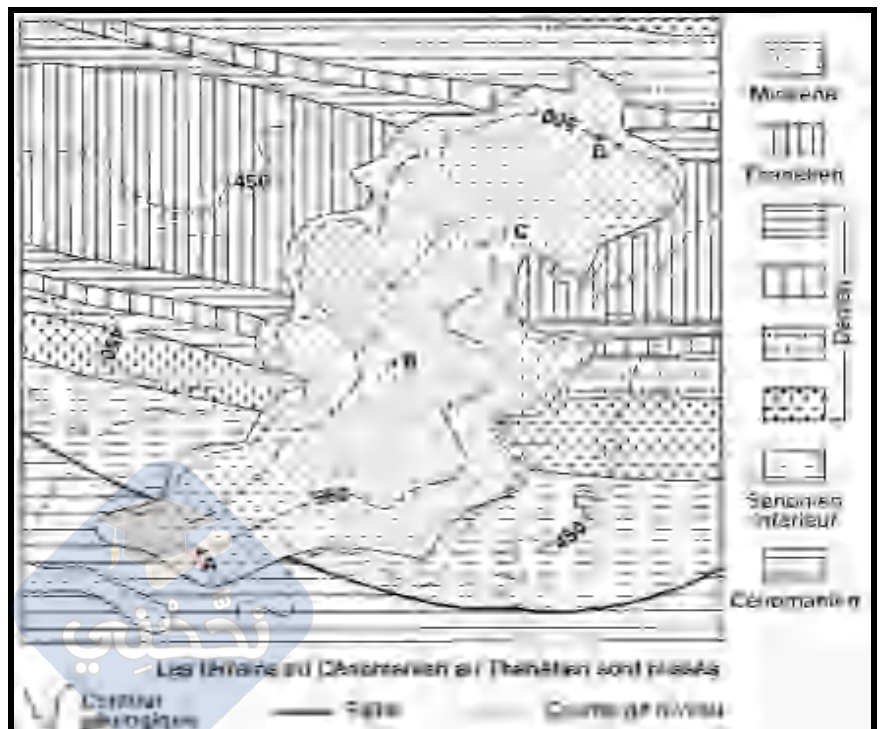 Miocène
Thanétien
Danien
Sénonien
inférieur
Cénomanien
500
450
450
450
A
B
C
Les terrains du Cénomanien au Thanétien sont plissés
Contour
géologique
Faille
Courbe de niveau
نجحني